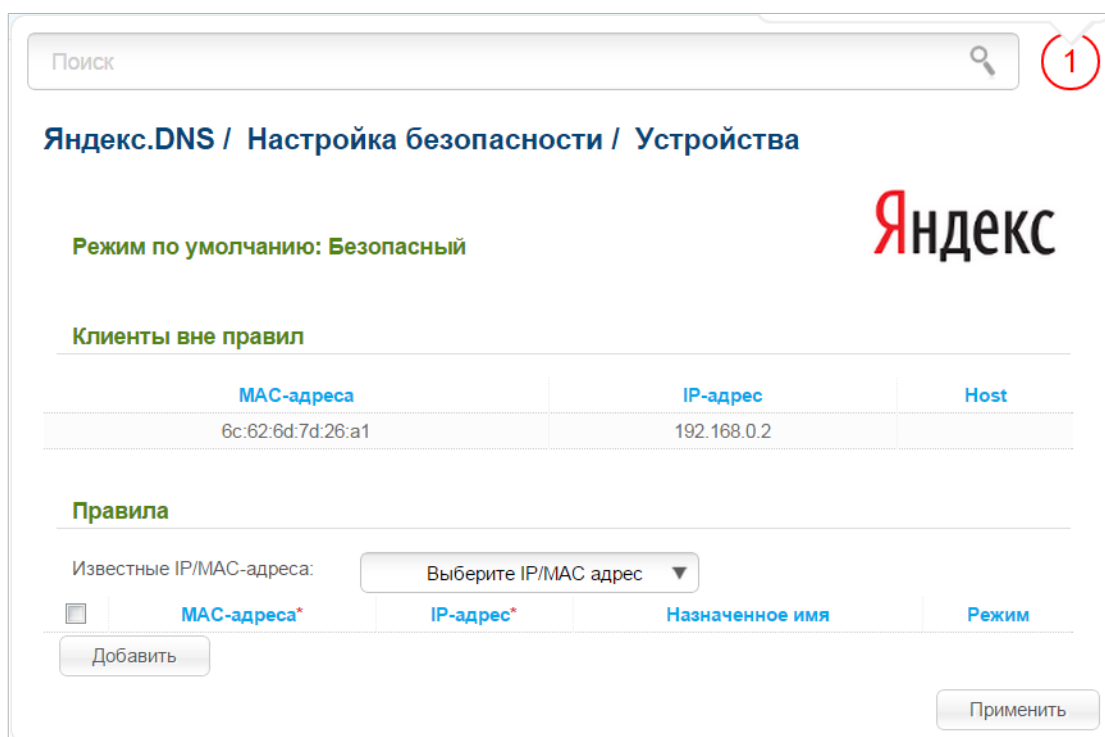 Поиск
1
Яндекс.DNS / Настройка безопасности / Устройства
Яндекс
Режим по умолчанию: Безопасный
Клиенты вне правил
MAC-адреса IP-адрес Host
6c:62:6d:7d:26:a1 192.168.0.2
Правила
Известные IP/MAC-адреса: Выберите IP/MAC адрес
MAC-адреса* IP-адрес* Назначенное имя Режим
Добавить
Применить